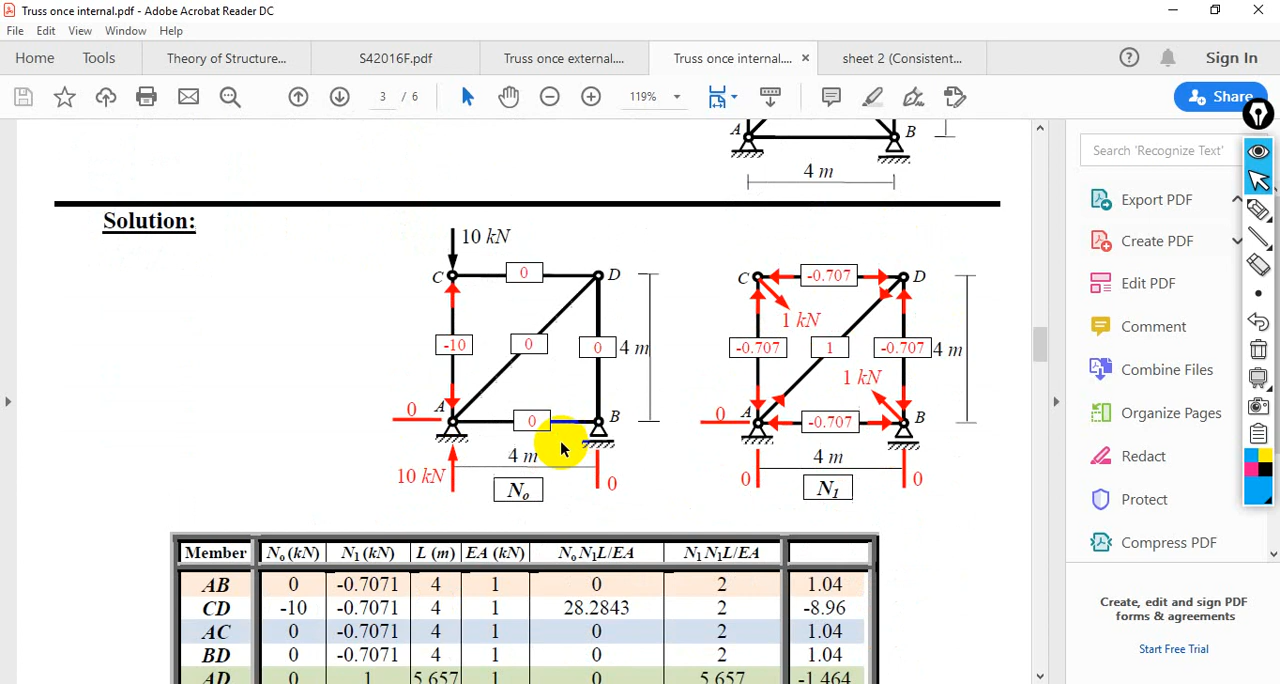 Truss once internal.pdf - Adobe Acrobat Reader DC
File Edit View Window Help
Home Tools Theory of Structure... S42016F.pdf Truss once external.... Truss once internal.... × sheet 2 (Consistent... Sign In
3 / 6 119% Share
A B
4 m
Solution:
10 kN
C 0 D
-10 0 0 4 m
0 A 0 B
4 m
10 kN 0
No
C -0.707 D
1 kN
-0.707 1 -0.707 4 m
1 kN
0 A -0.707 B
4 m
0 0
N1
Member No (kN) N1 (kN) L (m) EA (kN) No N1L/EA N1 N1L/EA
AB 0 -0.7071 4 1 0 2 1.04
CD -10 -0.7071 4 1 28.2843 2 -8.96
AC 0 -0.7071 4 1 0 2 1.04
BD 0 -0.7071 4 1 0 2 1.04
AD 0 1 5.657 1 0 5.657 -1.464
Search 'Recognize Text'
Export PDF
Create PDF
Edit PDF
Comment
Combine Files
Organize Pages
Redact
Protect
Compress PDF
Create, edit and sign PDF
forms & agreements
Start Free Trial